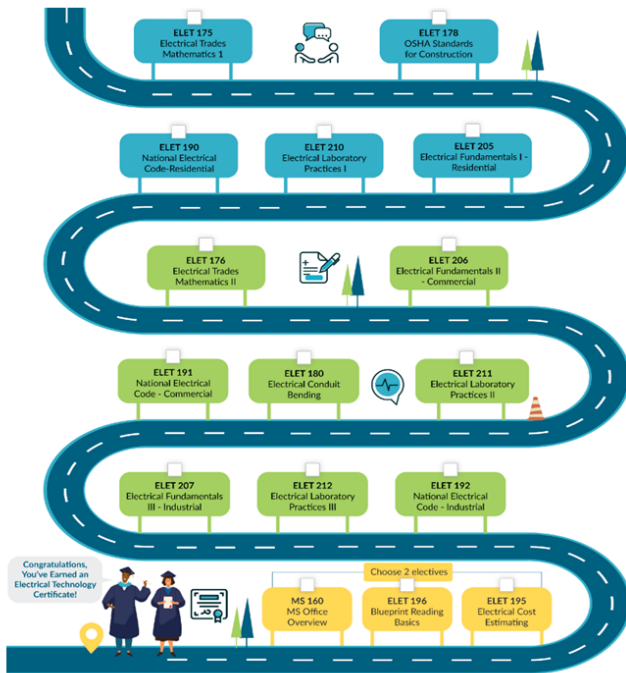 ELET 175
Electrical Trades
Mathematics 1
ELET 178
OSHA Standards
for Construction
ELET 190
National Electrical
Code-Residential
ELET 210
Electrical Laboratory
Practices I
ELET 205
Electrical Fundamentals I -
Residential
ELET 176
Electrical Trades
Mathematics II
ELET 206
Electrical Fundamentals II
- Commercial
ELET 191
National Electrical
Code - Commercial
ELET 180
Electrical Conduit
Bending
ELET 211
Electrical Laboratory
Practices II
ELET 207
Electrical Fundamentals
III - Industrial
ELET 212
Electrical Laboratory
Practices III
ELET 192
National Electrical
Code - Industrial
Congratulations,
You've Earned an
Electrical Technology
Certificate!
Choose 2 electives
MS 160
MS Office
Overview
ELET 196
Blueprint Reading
Basics
ELET 195
Electrical Cost
Estimating